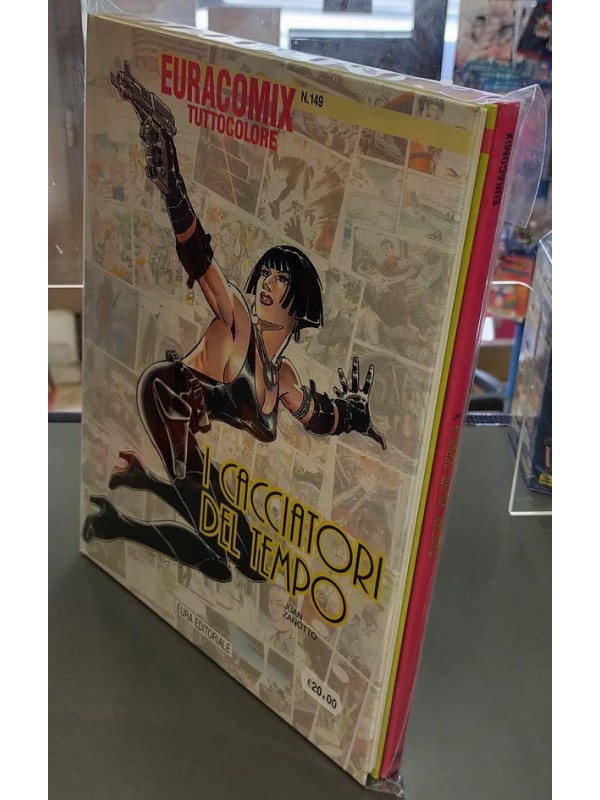 EURACOMIX
N.149
TUTTOCOLORE
I CACCIATORI
DEL TEMPO
JUAN
ZANOTTO
EURA EDITORIALE
€20,00
EURACOMIX